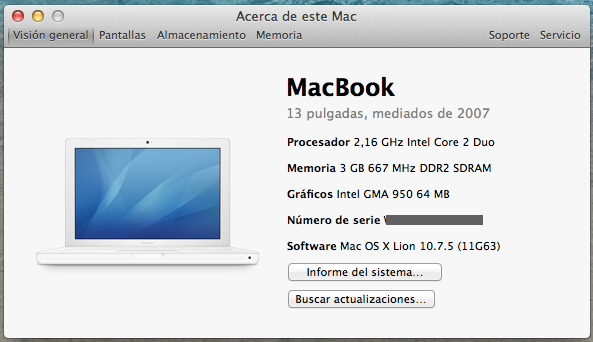 Acerca de este Mac
Visión general Pantallas Almacenamiento Memoria Soporte Servicio
MacBook
13 pulgadas, mediados de 2007
Procesador 2,16 GHz Intel Core 2 Duo
Memoria 3 GB 667 MHz DDR2 SDRAM
Gráficos Intel GMA 950 64 MB
Número de serie
Software Mac OS X Lion 10.7.5 (11G63)
Informe del sistema...
Buscar actualizaciones...